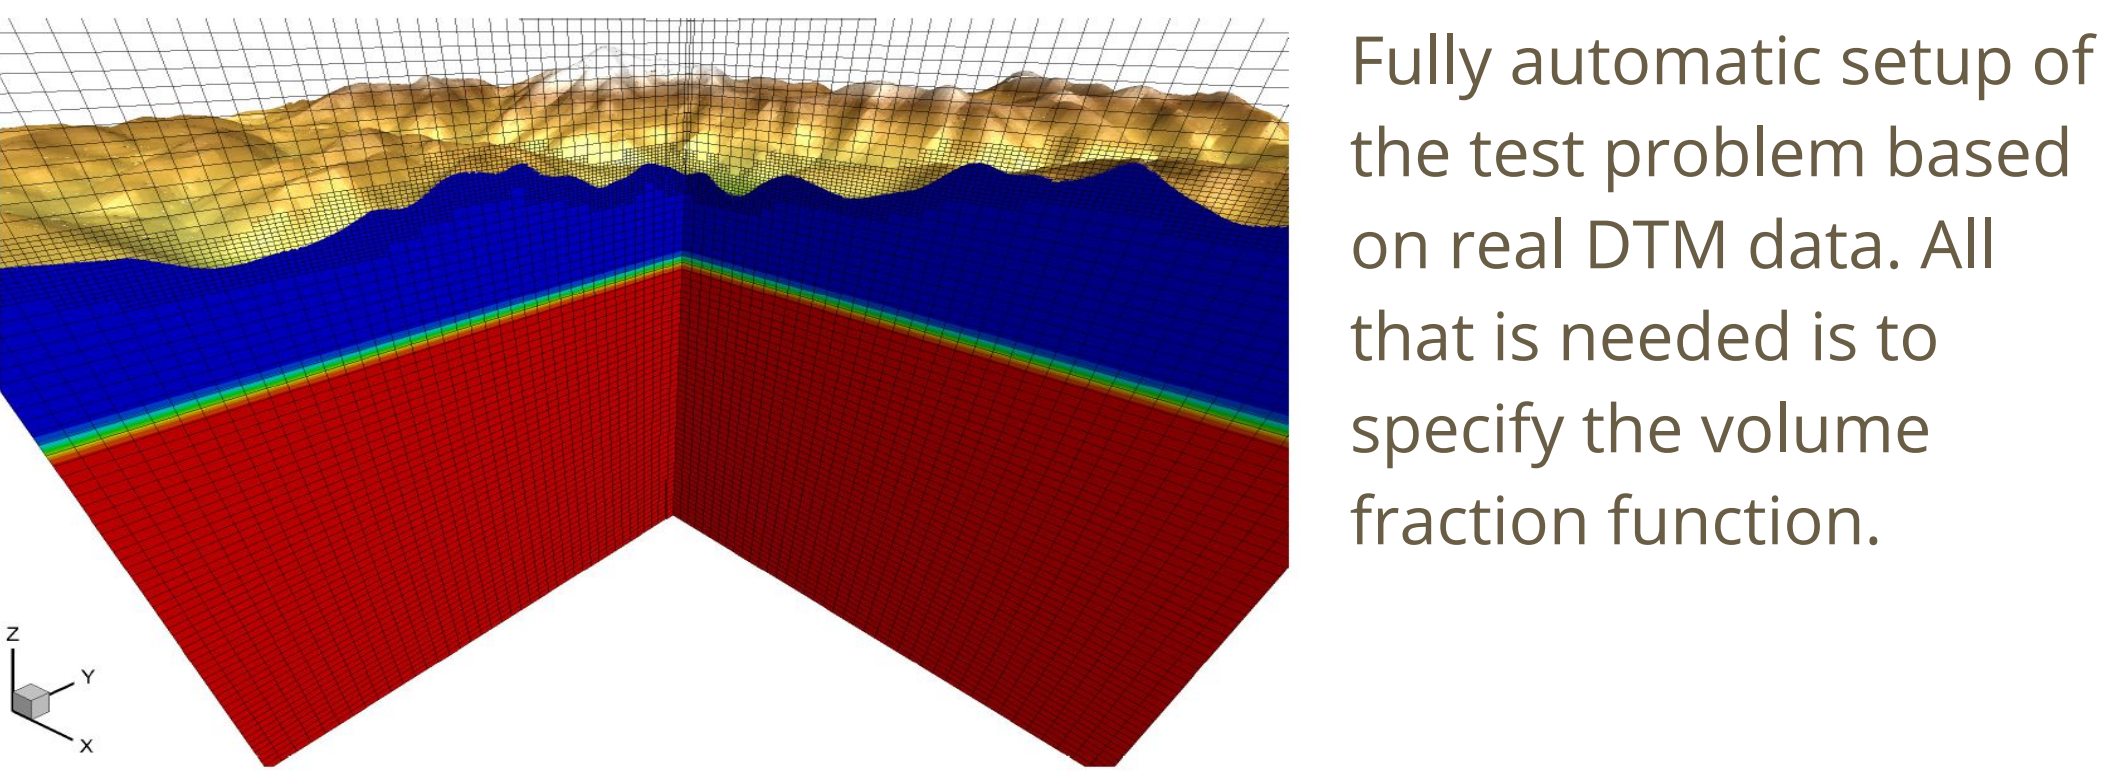 Fully automatic setup of
the test problem based
on real DTM data. All
that is needed is to
specify the volume
fraction function.
Z
Y
X